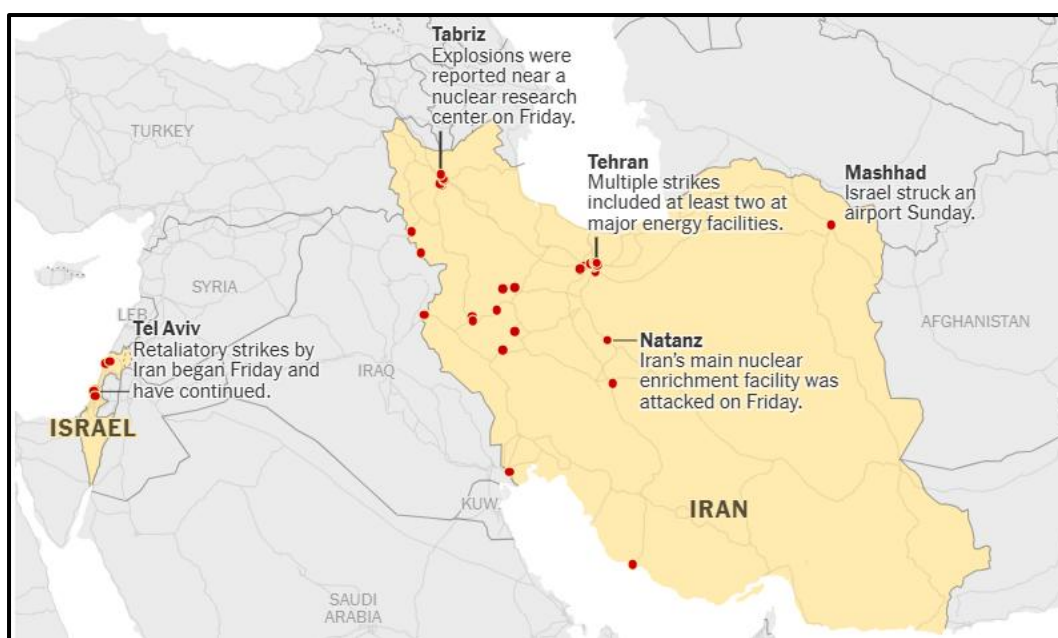 Tabriz
Explosions were
reported near a
nuclear research
center on Friday.
TURKEY
Tehran
Multiple strikes
included at least two at
major energy facilities.
Mashhad
Israel struck an
airport Sunday.
SYRIA
LEB.
AFGHANISTAN
Tel Aviv
Retaliatory strikes by
Iran began Friday and
have continued.
IRAQ
Natanz
Iran’s main nuclear
enrichment facility was
attacked on Friday.
ISRAEL
KUW.
IRAN
SAUDI
ARABIA